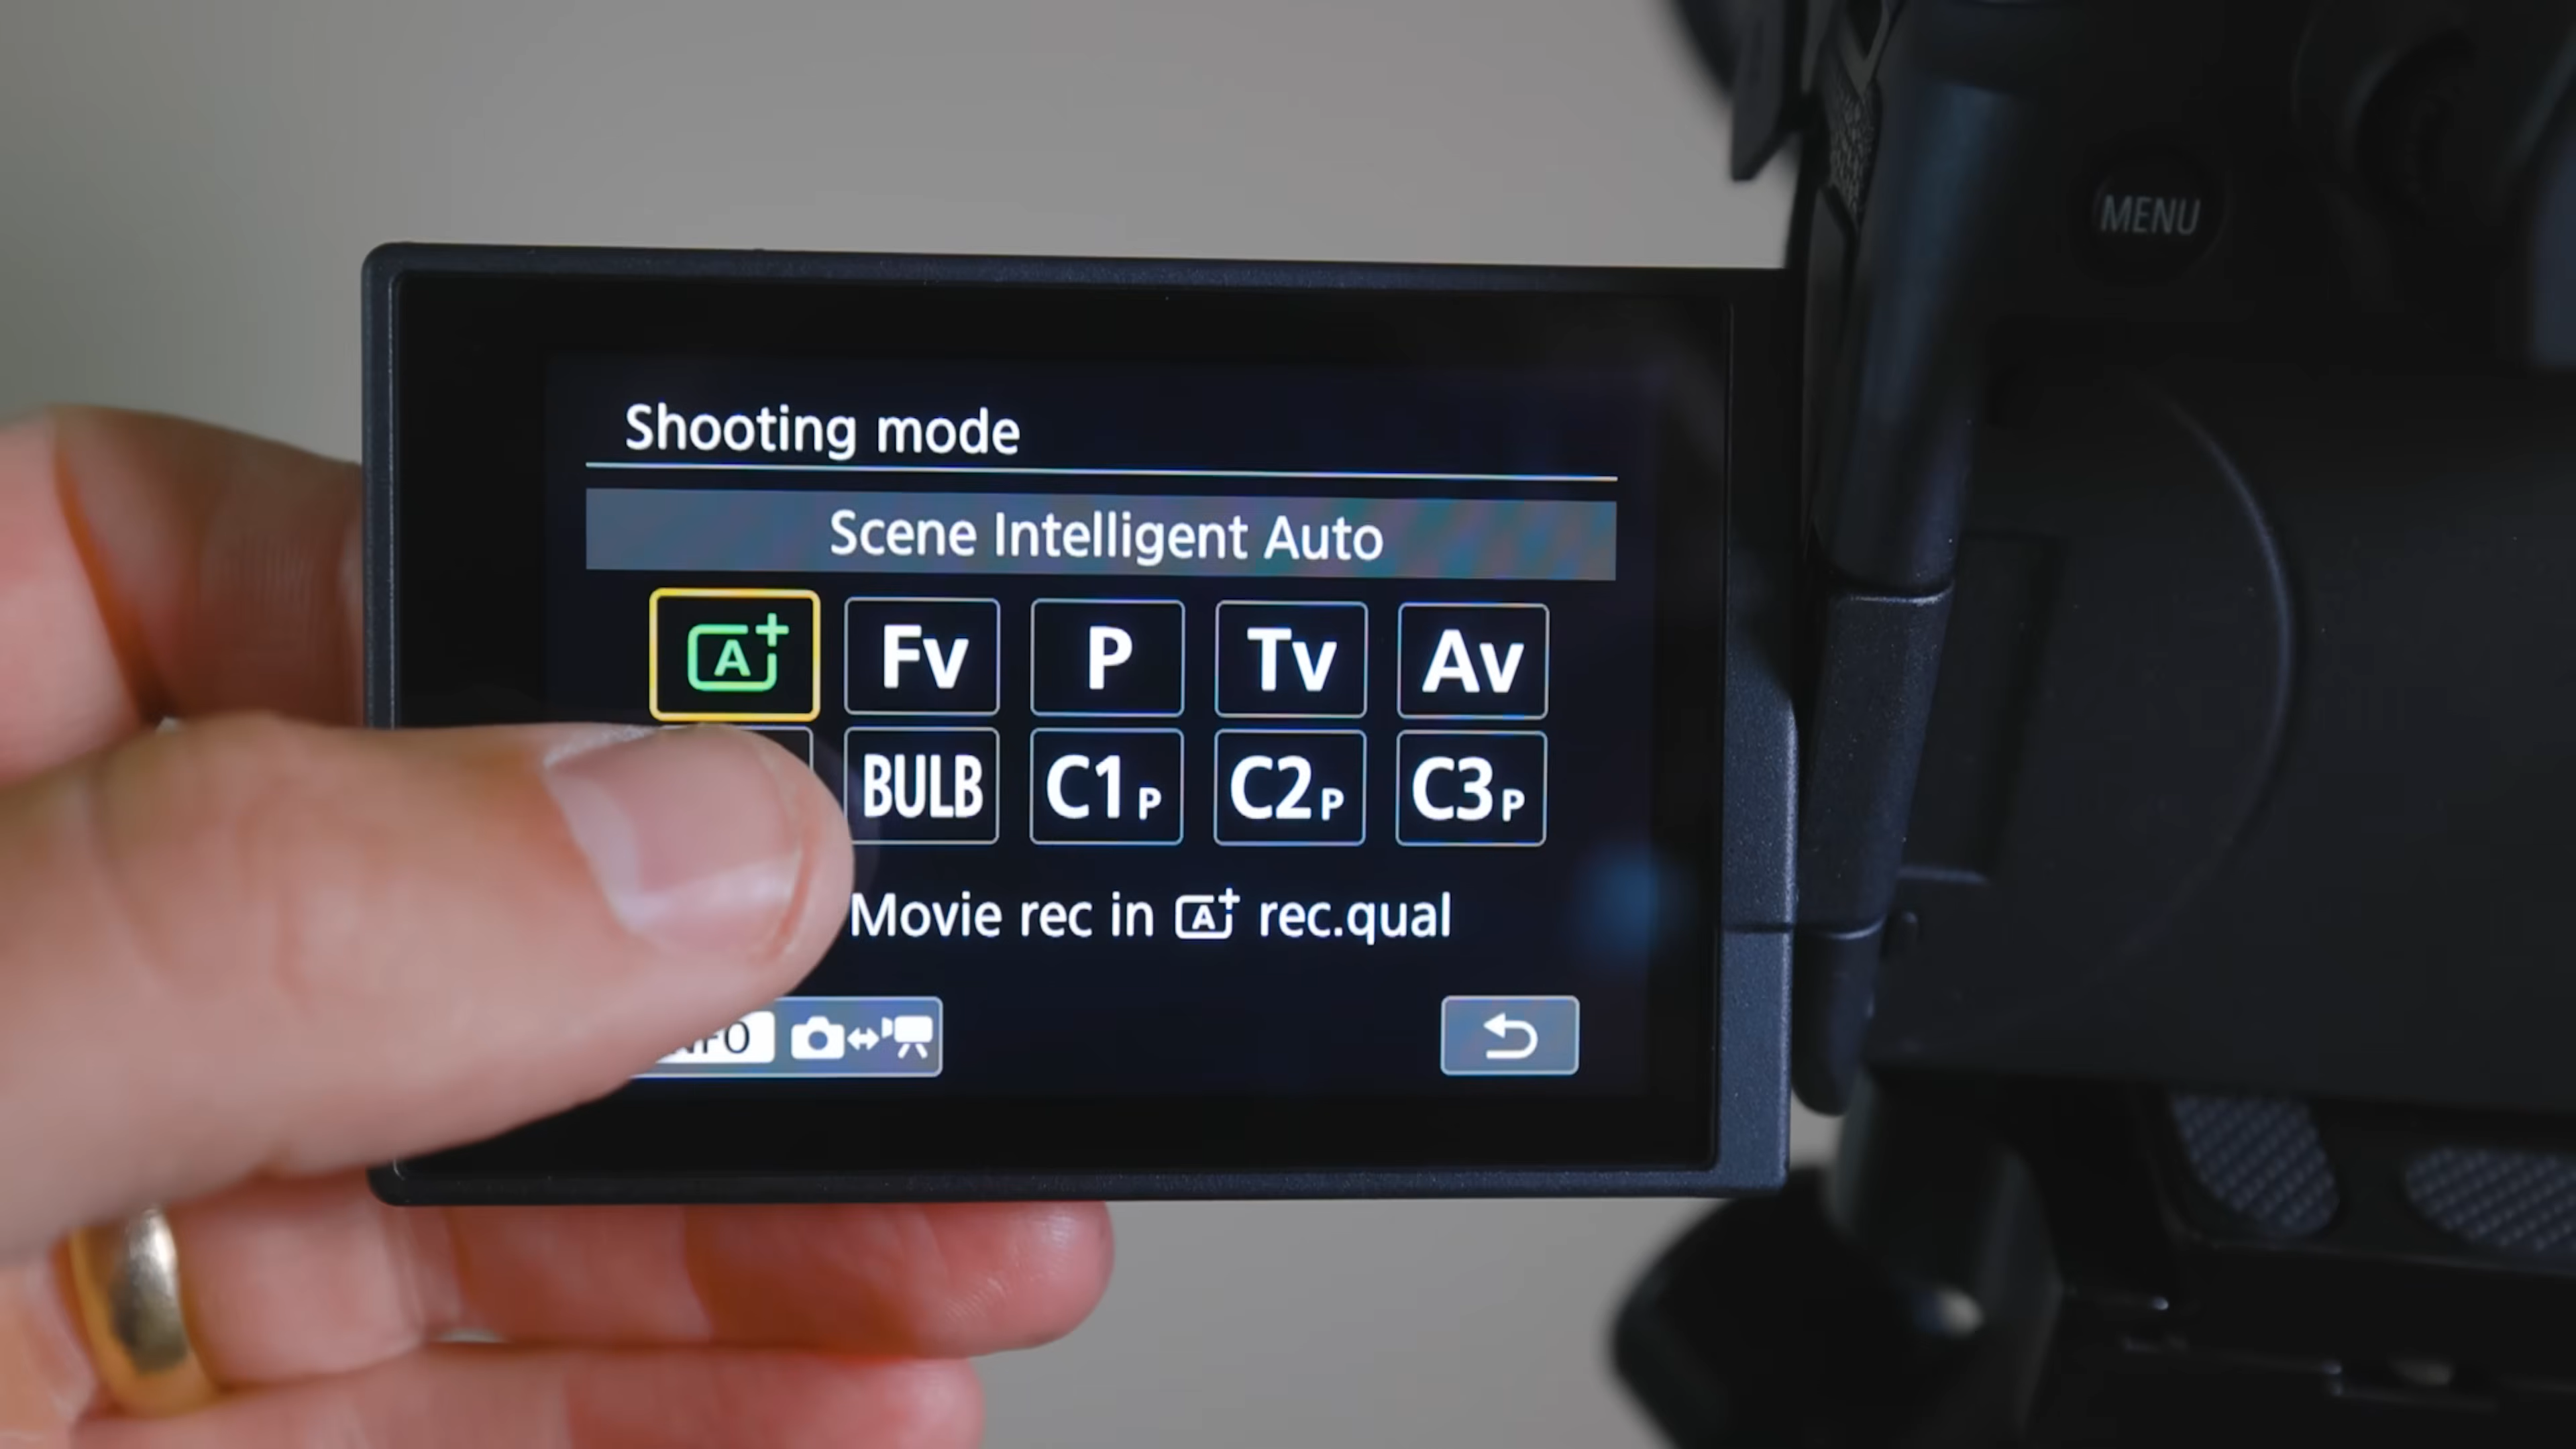 MENU
Shooting mode
Scene Intelligent Auto
A+ Fv P Tv Av
BULB C1P C2P C3P
Movie rec in A+ rec.qual